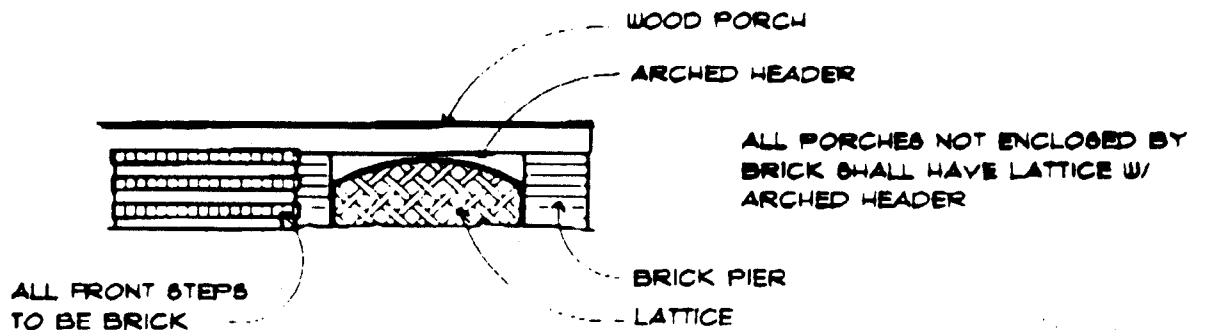 WOOD PORCH
ARCHED HEADER
ALL PORCHES NOT ENCLOSED BY
BRICK SHALL HAVE LATTICE W/
ARCHED HEADER
BRICK PIER
LATTICE
ALL FRONT STEPS
TO BE BRICK